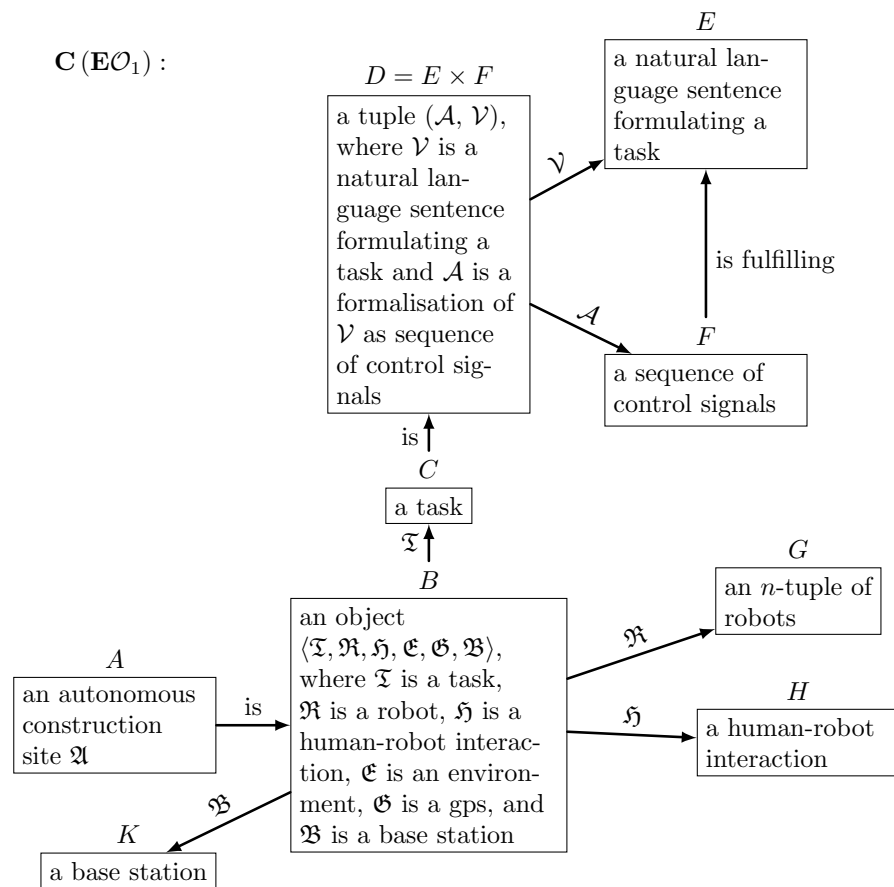 C (EO₁) :
E
a natural lan-
guage sentence
formulating a
task
D = E × F
a tuple (𝒜, 𝒱),
where 𝒱 is a
natural lan-
guage sentence
formulating a
task and 𝒜 is a
formalisation of
𝒱 as sequence
of control sig-
nals
𝒱
is fulfilling
𝒜
F
a sequence of
control signals
is
C
a task
𝔗
B
an object
⟨𝔗, ℜ, ℌ, 𝔈, 𝔊, 𝔅⟩,
where 𝔗 is a task,
ℜ is a robot, ℌ is a
human-robot interac-
tion, 𝔈 is an environ-
ment, 𝔊 is a gps, and
𝔅 is a base station
G
an n-tuple of
robots
ℜ
A
an autonomous
construction
site 𝔄
is
ℌ
H
a human-robot
interaction
𝔅
K
a base station